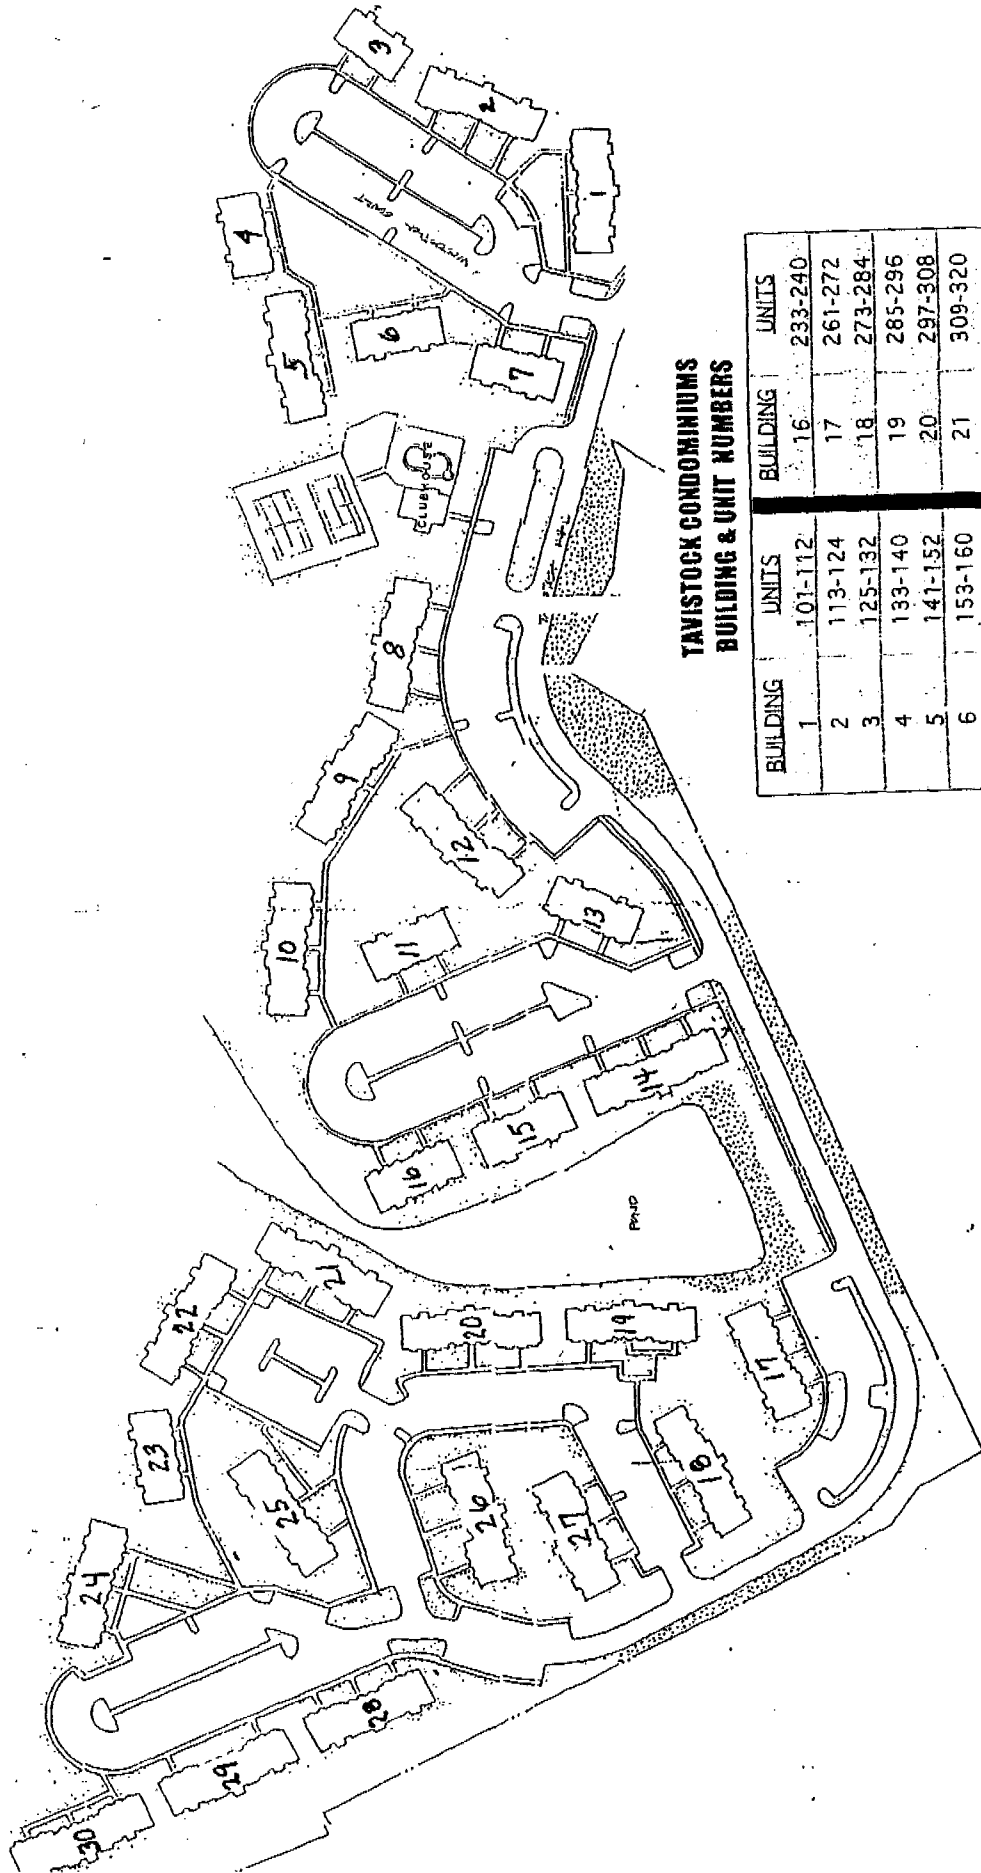 3
2
1
4
5
6
7
CLUBHOUSE
8
9
10
11
12
13
14
15
16
POND
17
18
19
20
21
22
23
24
25
26
27
28
29
30
TAVISTOCK CONDOMINIUMS
BUILDING & UNIT NUMBERS
BUILDING UNITS BUILDING UNITS
1 101-112 16 233-240
2 113-124 17 261-272
3 125-132 18 273-284
4 133-140 19 285-296
5 141-152 20 297-308
6 153-160 21 309-320